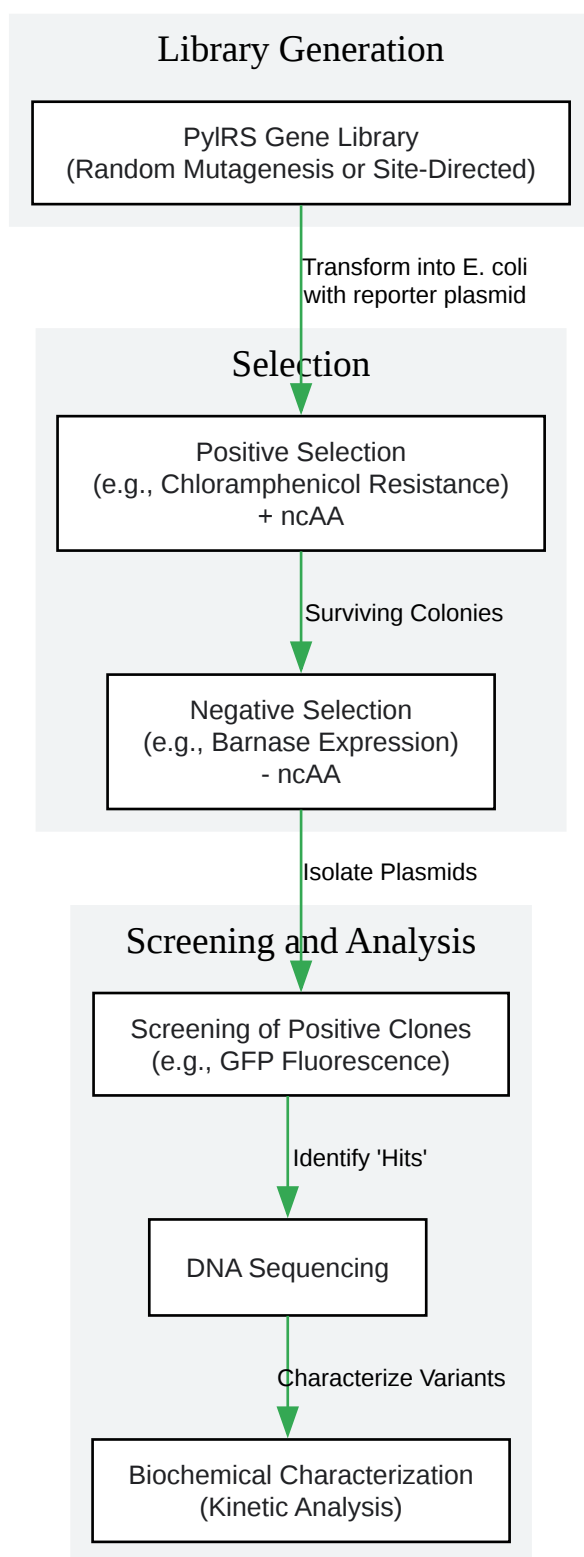 Library Generation
PylRS Gene Library
(Random Mutagenesis or Site-Directed)
Transform into E. coli
with reporter plasmid
Selection
Positive Selection
(e.g., Chloramphenicol Resistance)
+ ncAA
Surviving Colonies
Negative Selection
(e.g., Barnase Expression)
- ncAA
Isolate Plasmids
Screening and Analysis
Screening of Positive Clones
(e.g., GFP Fluorescence)
Identify 'Hits'
DNA Sequencing
Characterize Variants
Biochemical Characterization
(Kinetic Analysis)